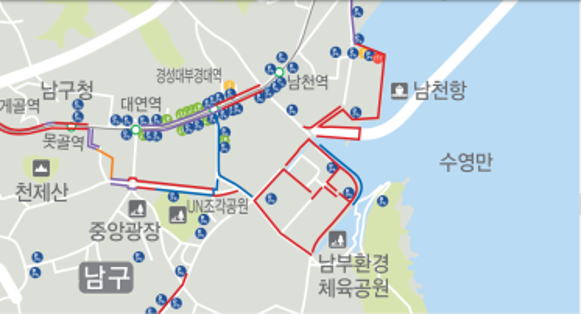 경성대부경대역
남천역
남구청
대연역
남천항
게골역
못골역
수영만
천제산
UN조각공원
중앙광장
남부환경
체육공원
남구